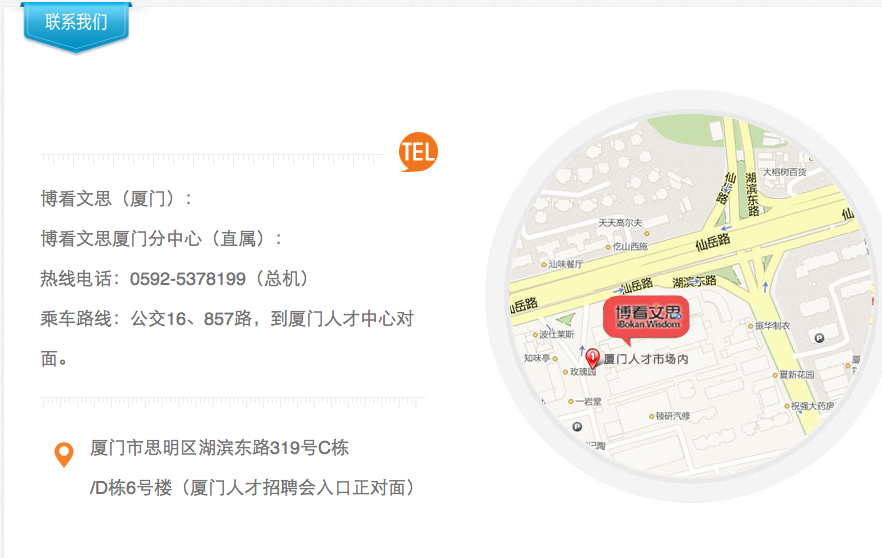 联系我们
TEL
博看文思（厦门）：
博看文思厦门分中心（直属）：
热线电话：0592-5378199（总机）
乘车路线：公交16、857路，到厦门人才中心对
面。
厦门市思明区湖滨东路319号C栋
/D栋6号楼（厦门人才招聘会入口正对面）
大榕树百货
仙岳路
湖滨东路
天天高尔夫
仡山西施
仙岳路
仙
汕味餐厅
仙岳路
湖滨东路
仙岳路
博看文思
iBokan Wisdom
波仕莱斯
振华制衣
P
知味亭
1
厦门人才市场内
玫瑰园
厦
夏新花园
一岩堂
祝强大药房
顿研汽修
P
记陶